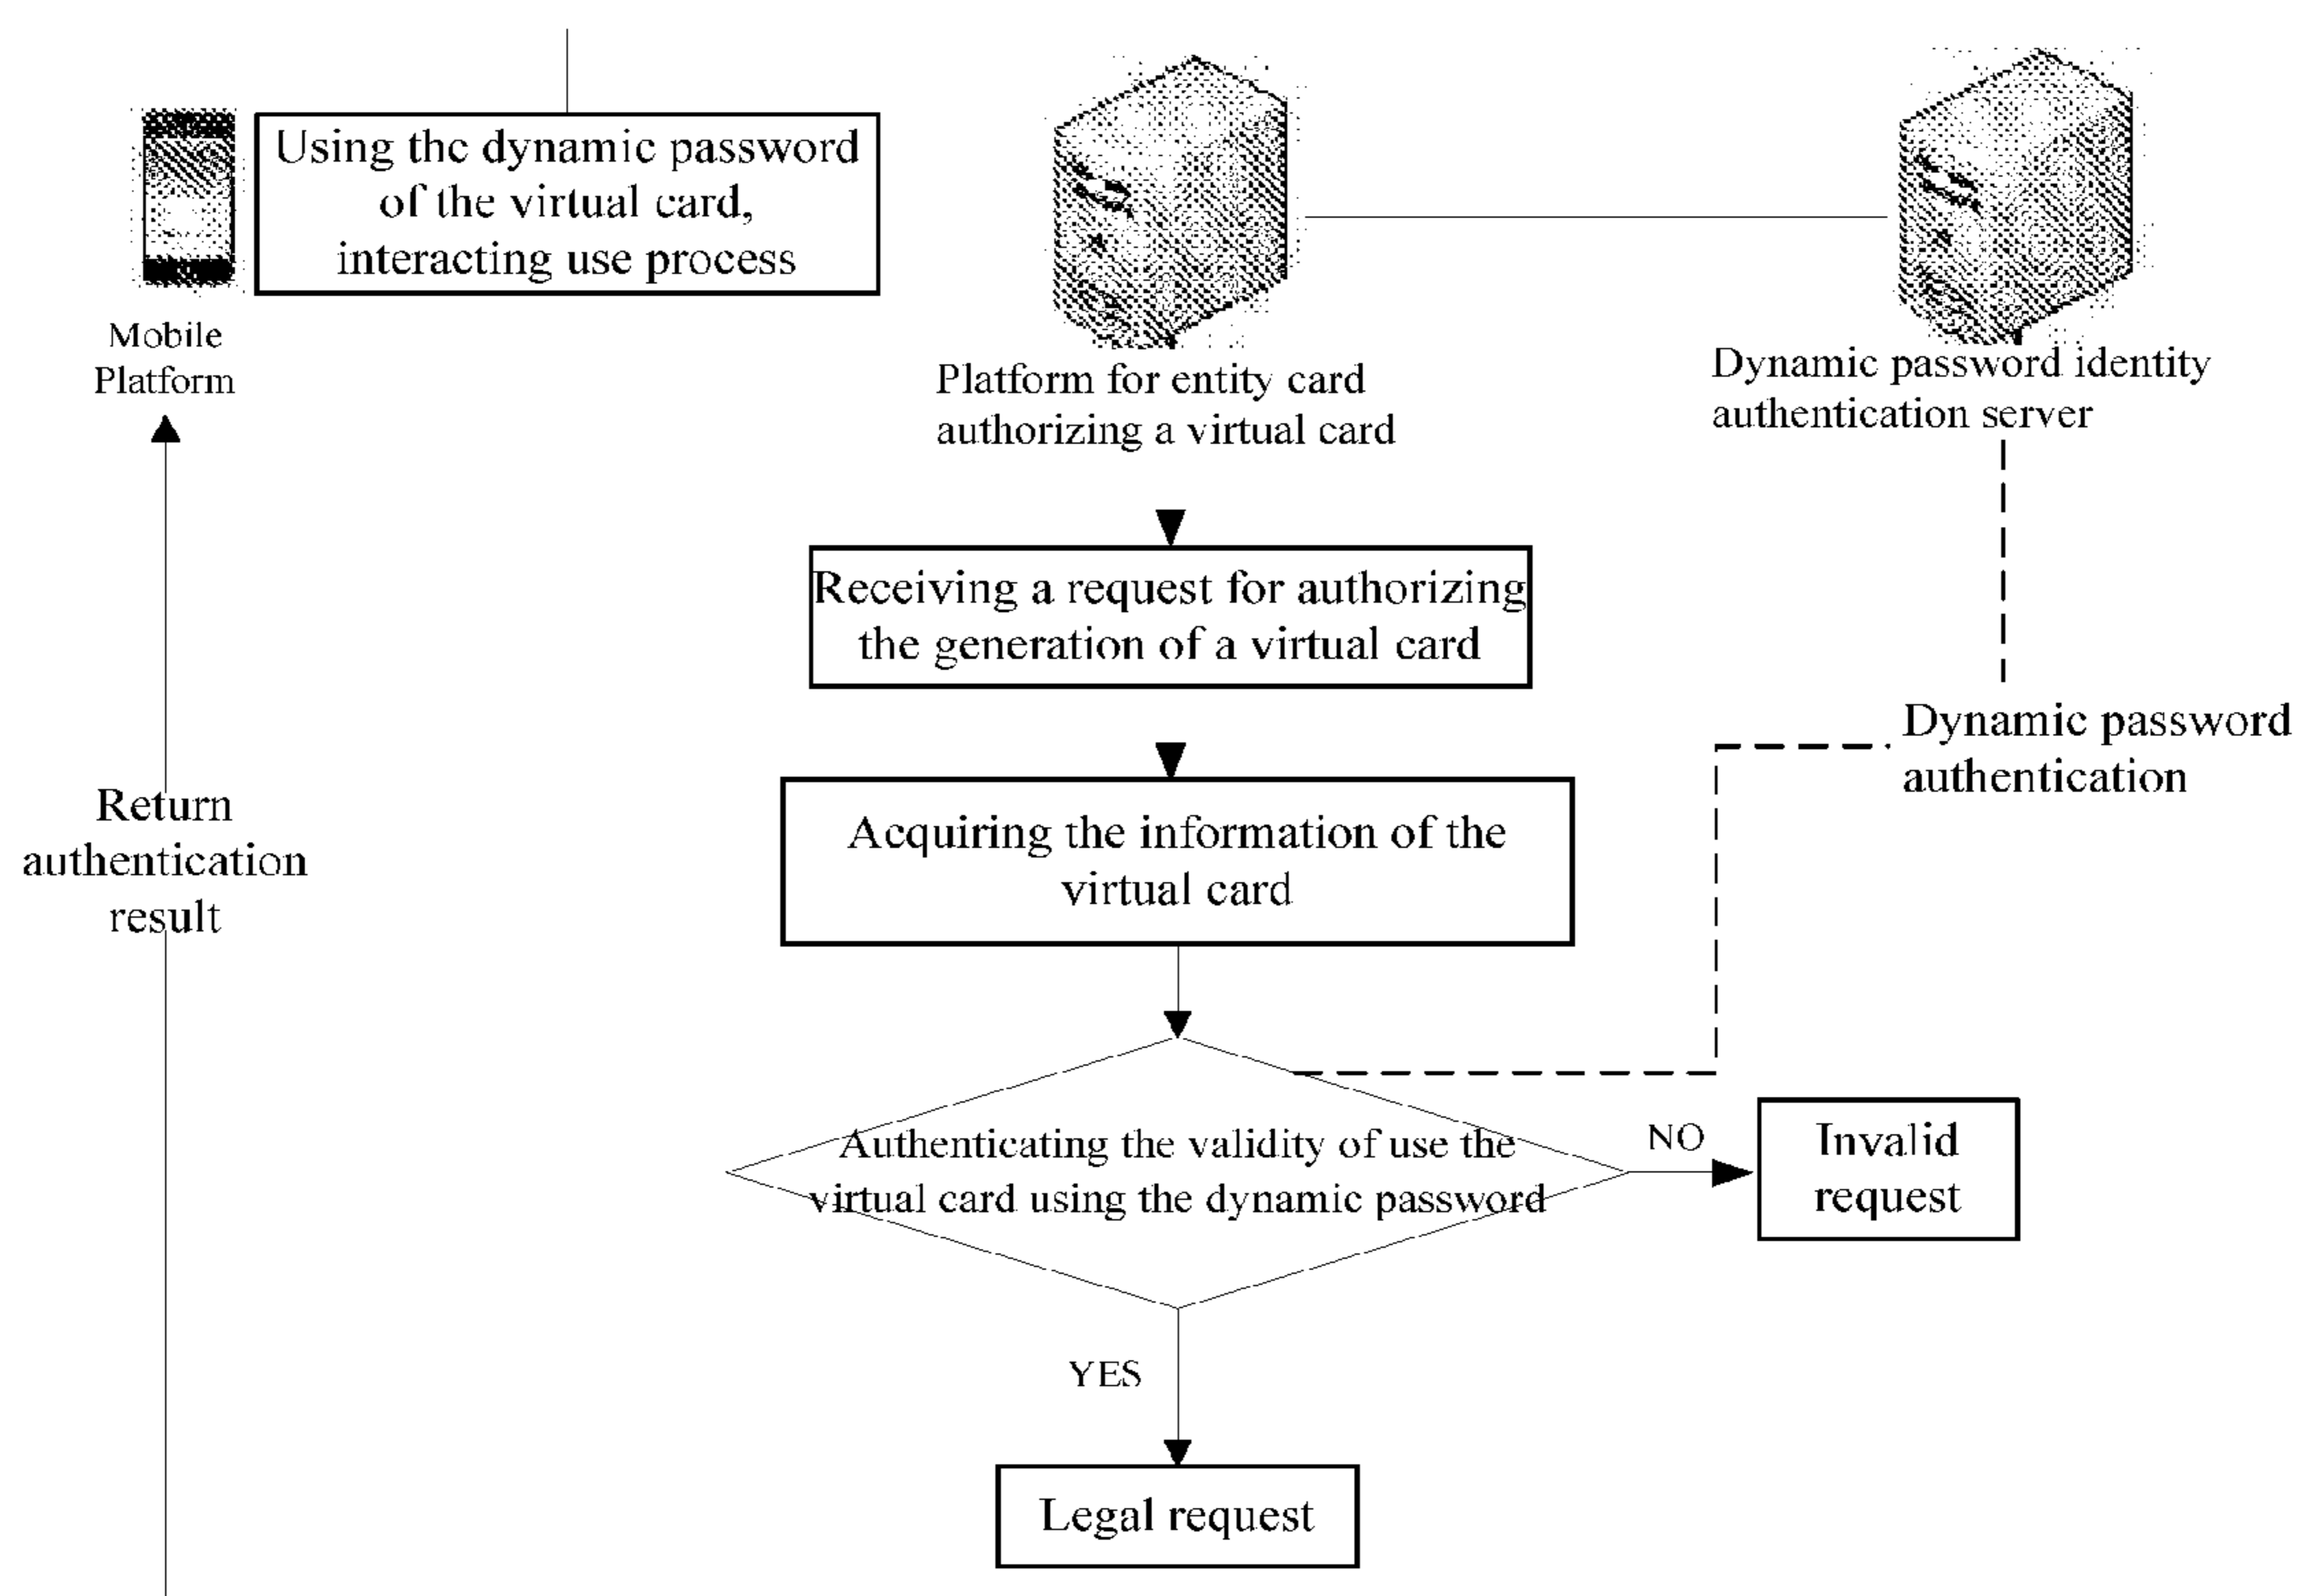 Using the dynamic password
of the virtual card,
interacting use process
Mobile
Platform
Platform for entity card
authorizing a virtual card
Dynamic password identity
authentication server
Receiving a request for authorizing
the generation of a virtual card
Dynamic password
authentication
Return
authentication
result
Acquiring the information of the
virtual card
Authenticating the validity of use the
virtual card using the dynamic password
NO
Invalid
request
YES
Legal request